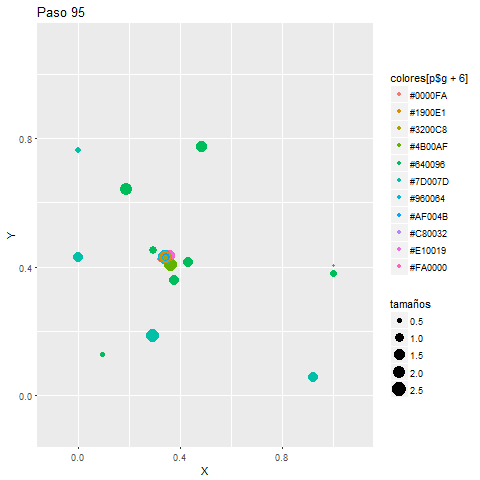 Paso 95
Y
0.8
0.4
0.0
0.0 0.4 0.8
X
colores[p$g + 6]
#0000FA
#1900E1
#3200C8
#4B00AF
#640096
#7D007D
#960064
#AF004B
#C80032
#E10019
#FA0000
tamaños
0.5
1.0
1.5
2.0
2.5